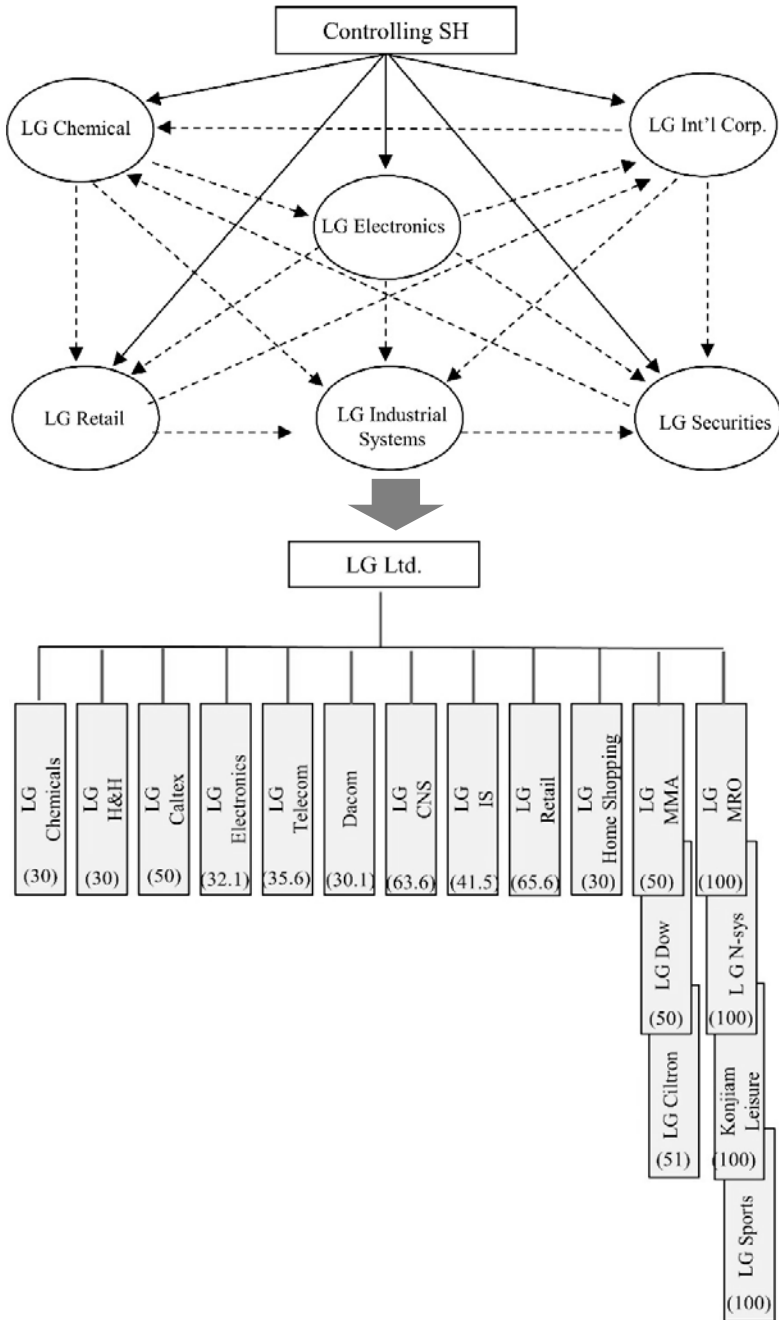 Controlling SH
LG Chemical
LG Int'l Corp.
LG Electronics
LG Retail
LG Industrial
Systems
LG Securities
LG Ltd.
LG
Chemicals
(30)
LG
H&H
(30)
LG
Caltex
(50)
LG
Electronics
(32.1)
LG
Telecom
(35.6)
Dacom
(30.1)
LG
CNS
(63.6)
LG
IS
(41.5)
LG
Retail
(65.6)
LG
Home Shopping
(30)
LG
MMA
(50)
LG
MRO
(100)
LG Dow
(50)
L G N-sys
(100)
LG Ciltron
(51)
Konjiam
Leisure
(100)
LG Sports
(100)